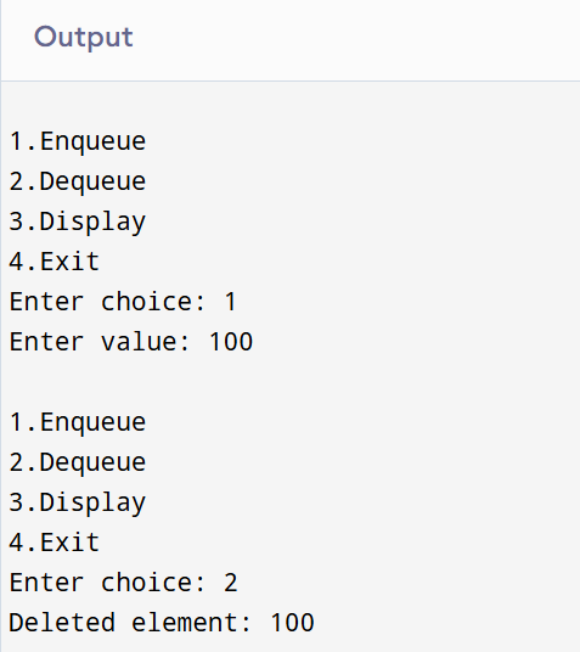 Output
1.Enqueue
2.Dequeue
3.Display
4.Exit
Enter choice: 1
Enter value: 100
1.Enqueue
2.Dequeue
3.Display
4.Exit
Enter choice: 2
Deleted element: 100